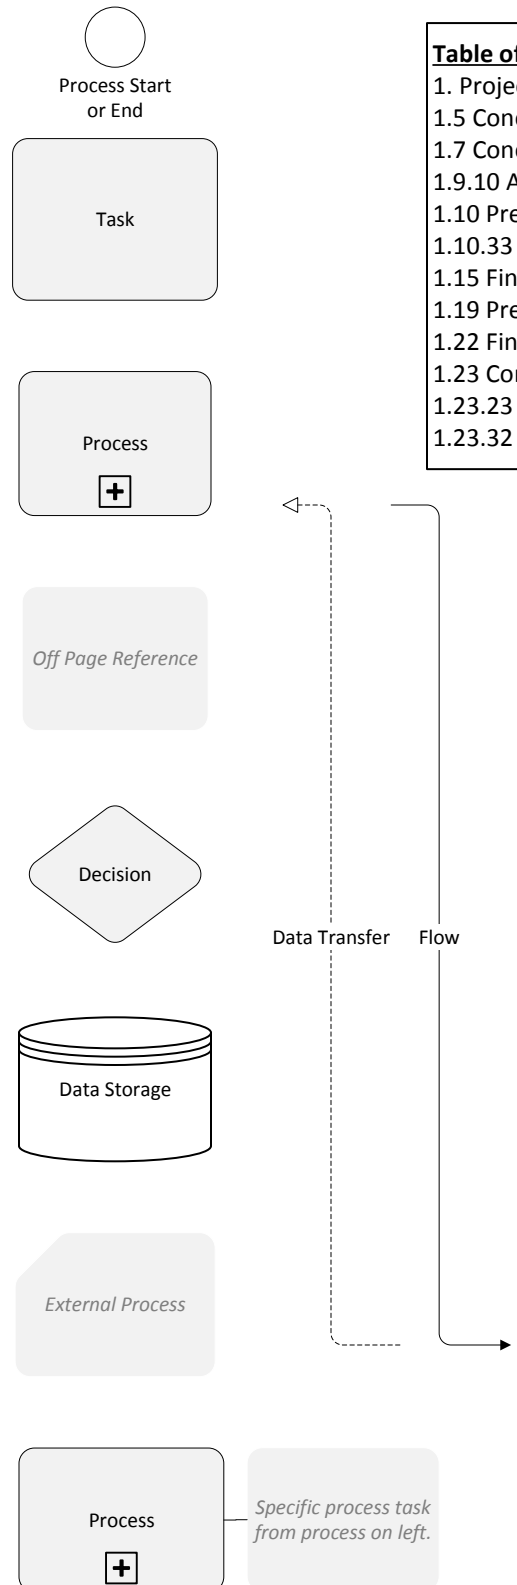 Process Start
or End
Task
Process
Off Page Reference
Decision
Data Storage
External Process
Process
Specific process task
from process on left.
Data Transfer
Flow
Table of
1. Proje
1.5 Con
1.7 Con
1.9.10 A
1.10 Pre
1.10.33
1.15 Fin
1.19 Pre
1.22 Fin
1.23 Co
1.23.23
1.23.32